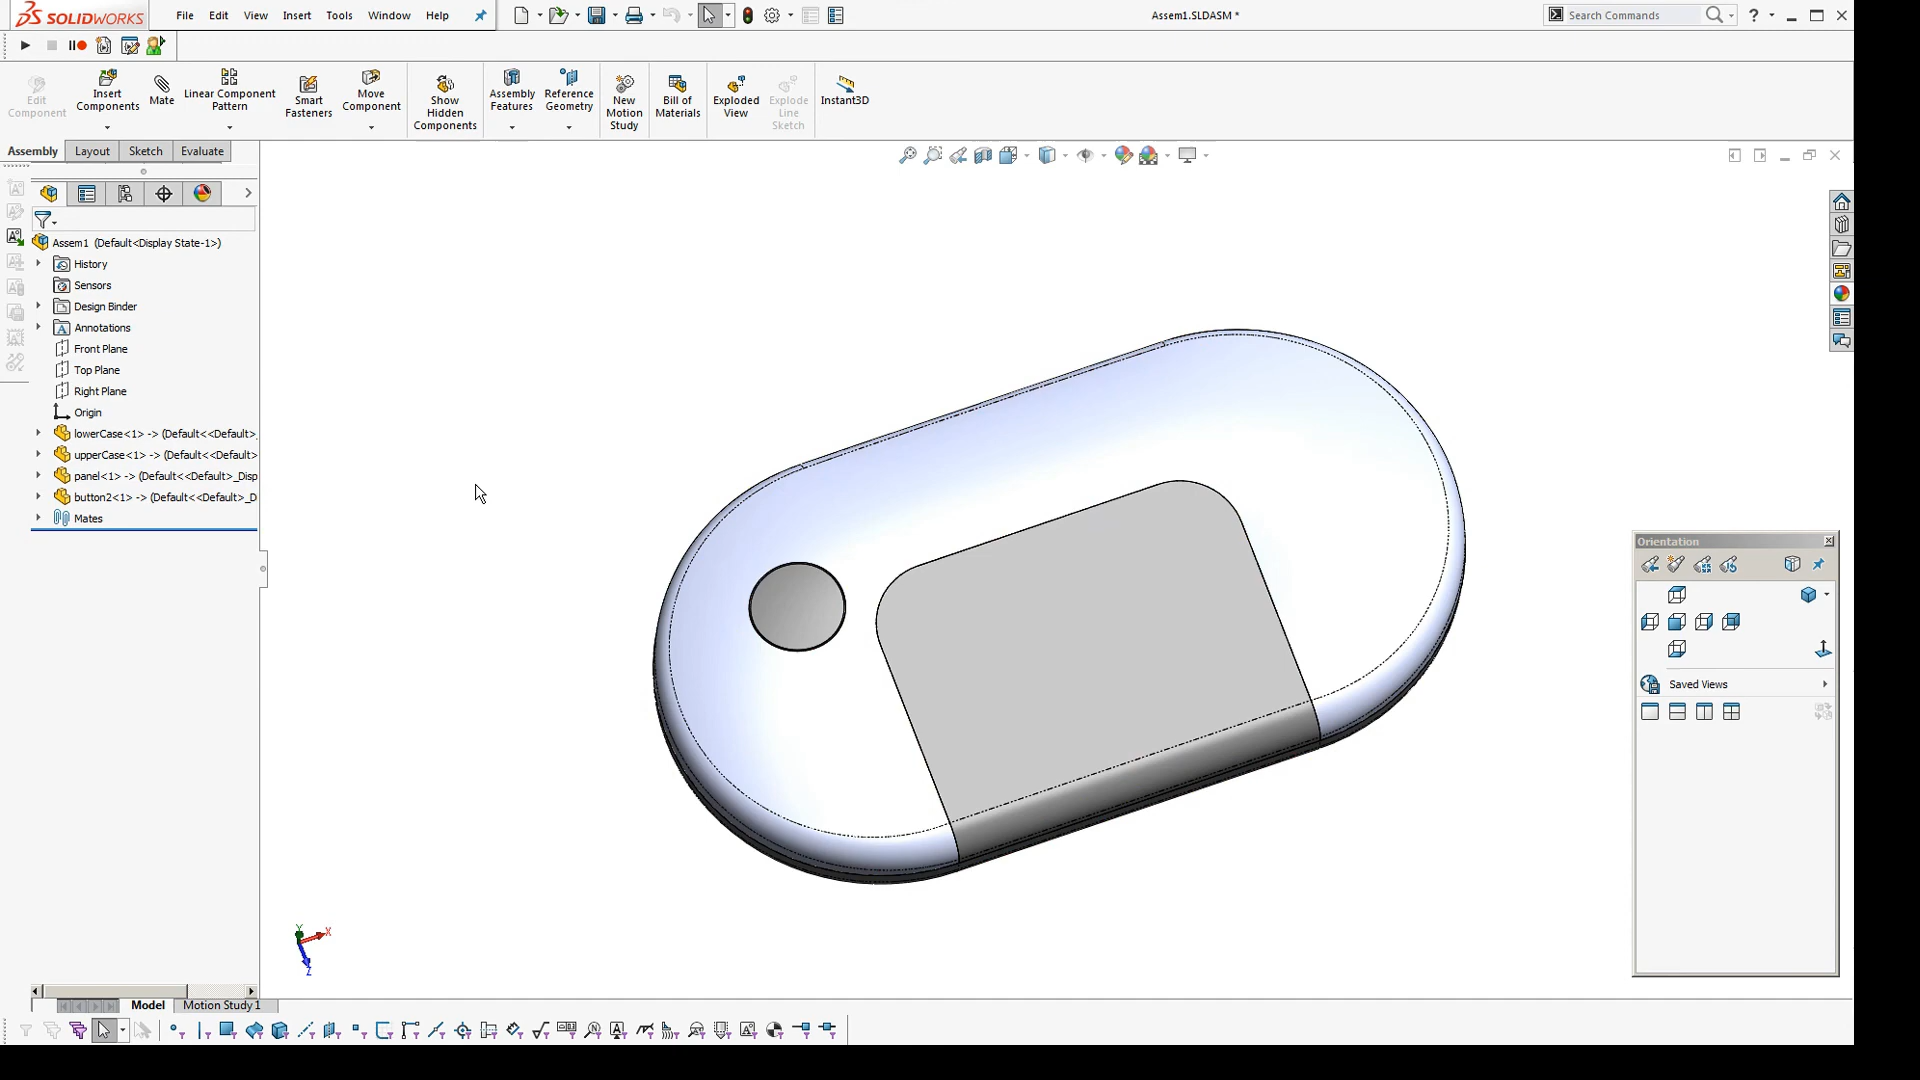 SOLIDWORKS File Edit View Insert Tools Window Help Assem1.SLDASM * Search Commands
Edit Component
Insert Components
Mate
Linear Component Pattern
Smart Fasteners
Move Component
Show Hidden Components
Assembly Features
Reference Geometry
New Motion Study
Bill of Materials
Exploded View
Explode Line Sketch
Instant3D
Assembly Layout Sketch Evaluate
Assem1 (Default<Display State-1>)
History
Sensors
Design Binder
Annotations
Front Plane
Top Plane
Right Plane
Origin
lowerCase<1> -> (Default<<Default>_
upperCase<1> -> (Default<<Default>
panel<1> -> (Default<<Default>_Disp
button2<1> -> (Default<<Default>_D
Mates
Orientation
Saved Views
Y
X
Z
Model Motion Study 1